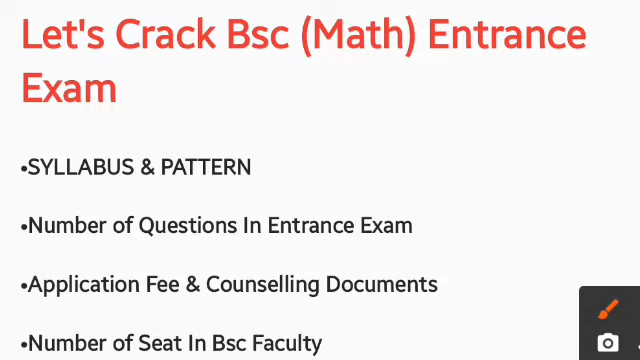 Let's Crack Bsc (Math) Entrance
Exam
•SYLLABUS & PATTERN
•Number of Questions In Entrance Exam
•Application Fee & Counselling Documents
•Number of Seat In Bsc Faculty